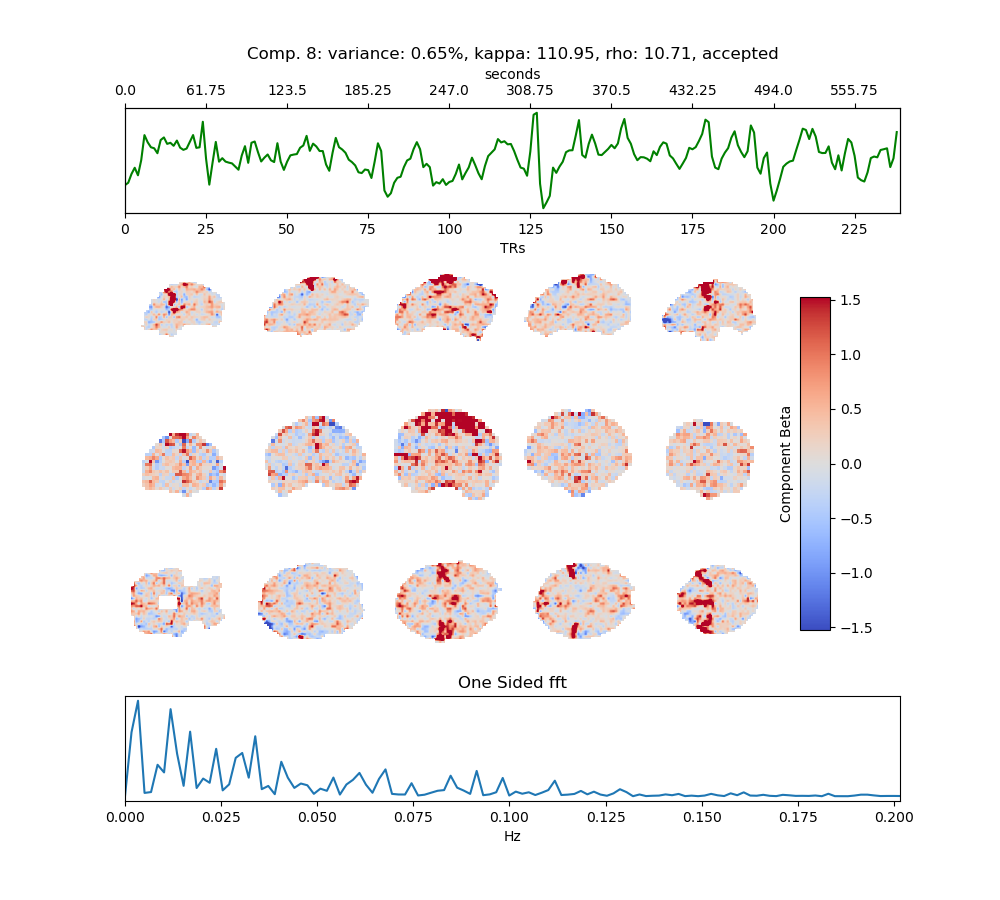 Comp. 8: variance: 0.65%, kappa: 110.95, rho: 10.71, accepted
seconds
0.0 61.75 123.5 185.25 247.0 308.75 370.5 432.25 494.0 555.75
0 25 50 75 100 125 150 175 200 225
TRs
1.5
1.0
0.5
0.0
−0.5
−1.0
−1.5
Component Beta
One Sided fft
0.000 0.025 0.050 0.075 0.100 0.125 0.150 0.175 0.200
Hz